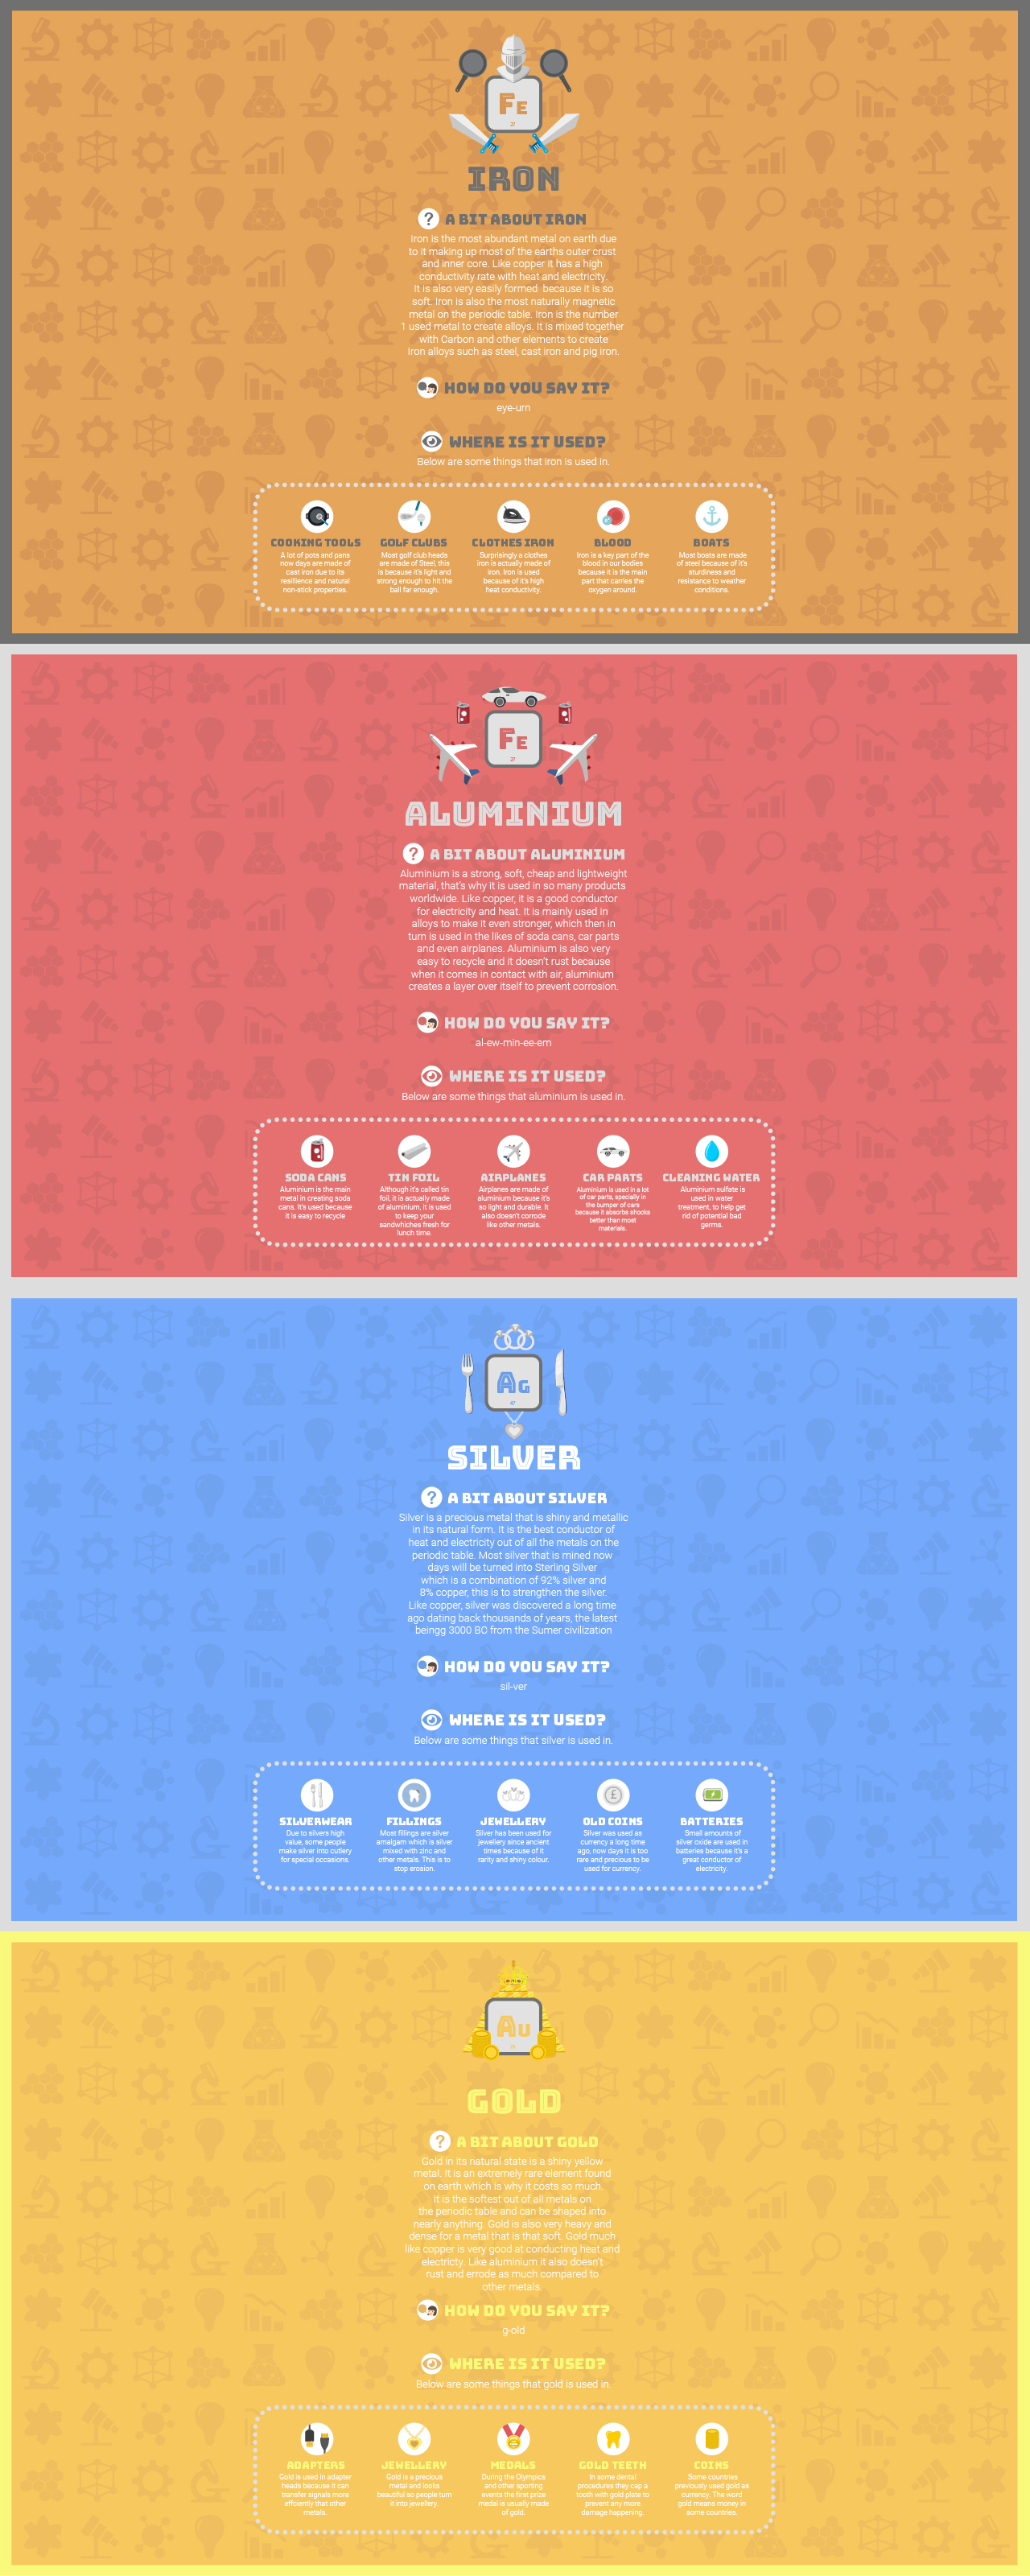 Fe
27
IRON
? A BIT ABOUT IRON
Iron is the most abundant metal on earth due
to it making up most of the earths outer crust
and inner core. Like copper it has a high
conductivity rate with heat and electricity.
It is also very easily formed because it is so
soft. Iron is also the most naturally magnetic
metal on the periodic table. Iron is the number
1 used metal to create alloys. It is mixed together
with Carbon and other elements to create
Iron alloys such as steel, cast iron and pig iron.
HOW DO YOU SAY IT?
eye-urn
WHERE IS IT USED?
Below are some things that iron is used in.
COOKING TOOLS
A lot of pots and pans
now days are made of
cast iron due to its
resilience and natural
non-stick properties.
GOLF CLUBS
Most golf club heads
are made of Steel, this
is because it's light and
strong enough to hit the
ball far enough.
CLOTHES IRON
Surprisingly a clothes
iron is actually made of
iron. Iron is used
because of it's high
heat conductivity.
BLOOD
Iron is a key part of the
blood in our bodies
because it is the main
part that carries the
oxygen around.
BOATS
Most boats are made
of steel because of it's
sturdiness and
resistance to weather
conditions.
Fe
27
ALUMINIUM
? A BIT ABOUT ALUMINIUM
Aluminium is a strong, soft, cheap and lightweight
material, that's why it is used in so many products
worldwide. Like copper, it is a good conductor
for electricity and heat. It is mainly used in
alloys to make it even stronger, which then in
turn is used in the likes of soda cans, car parts
and even airplanes. Aluminium is also very
easy to recycle and it doesn't rust because
when it comes in contact with air, aluminium
creates a layer over itself to prevent corrosion.
HOW DO YOU SAY IT?
al-ew-min-ee-em
WHERE IS IT USED?
Below are some things that aluminium is used in.
SODA CANS
Aluminium is the main
metal in creating soda
cans. It's used because
it is easy to recycle
TIN FOIL
Although it's called tin
foil, it is actually made
of aluminium, it is used
to keep your
sandwhiches fresh for
lunch time.
AIRPLANES
Airplanes are made of
aluminium because it's
so light and durable. It
also doesn't corrode
like other metals.
CAR PARTS
Aluminium is used in a lot
of car parts, specially in
the bumper of cars
because it absorbs shocks
better than most
materials.
CLEANING WATER
Aluminium sulfate is
used in water
treatment, to help get
rid of potential bad
germs.
Ag
47
SILVER
? A BIT ABOUT SILVER
Silver is a precious metal that is shiny and metallic
in its natural form. It is the best conductor of
heat and electricity out of all the metals on the
periodic table. Most silver that is mined now
days will be turned into Sterling Silver
which is a combination of 92% silver and
8% copper, this is to strengthen the silver.
Like copper, silver was discovered a long time
ago dating back thousands of years, the latest
beingg 3000 BC from the Sumer civilization
HOW DO YOU SAY IT?
sil-ver
WHERE IS IT USED?
Below are some things that silver is used in.
SILVERWEAR
Due to silvers high
value, some people
make silver into cutlery
for special occasions.
FILLINGS
Most fillings are silver
amalgam which is silver
mixed with zinc and
other metals. This is to
stop erosion.
JEWELLERY
Silver has been used for
jewellery since ancient
times because of it
rarity and shiny colour.
OLD COINS
Silver was used as
currency a long time
ago, now days it is too
rare and precious to be
used for currency.
BATTERIES
Small amounts of
silver oxide are used in
batteries because it's a
great conductor of
electricity.
Au
GOLD
? A BIT ABOUT GOLD
Gold in its natural state is a shiny yellow
metal. It is an extremely rare element found
on earth which is why it costs so much.
It is the softest out of all metals on
the periodic table and can be shaped into
nearly anything. Gold is also very heavy and
dense for a metal that is that soft. Gold much
like copper is very good at conducting heat and
electricty. Like aluminium it also doesn't
rust and errode as much compared to
other metals.
HOW DO YOU SAY IT?
g-old
WHERE IS IT USED?
Below are some things that gold is used in.
ADAPTERS
Gold is used in adapter
heads because it can
transfer signals more
effciently that other
metals.
JEWELLERY
Gold is a precious
metal and looks
beautiful so people turn
it into jewellery.
MEDALS
During the Olympics
and other sporting
events the first prize
medal is usually made
of gold.
GOLD TEETH
In some dental
procedures they cap a
tooth with gold plate to
prevent any more
damage happening.
COINS
Some countries
previously used gold as
currency. The word
gold means money in
some countries.